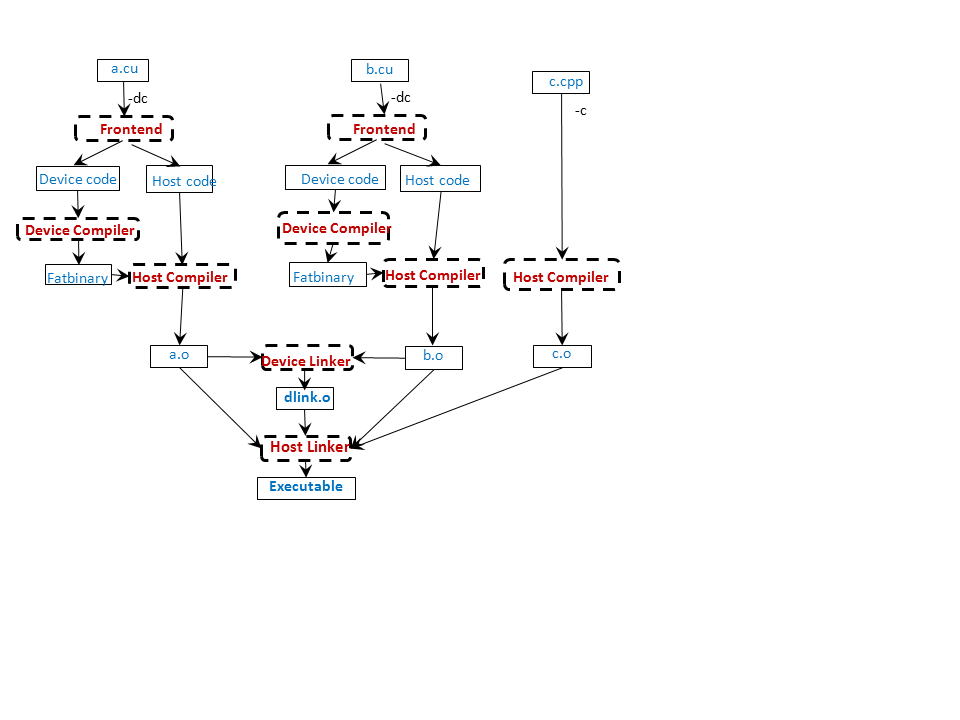 a.cu
b.cu
c.cpp
-dc
-dc
-c
Frontend
Frontend
Device code
Host code
Device code
Host code
Device Compiler
Device Compiler
Fatbinary
Host Compiler
Fatbinary
Host Compiler
Host Compiler
a.o
Device Linker
b.o
c.o
dlink.o
Host Linker
Executable